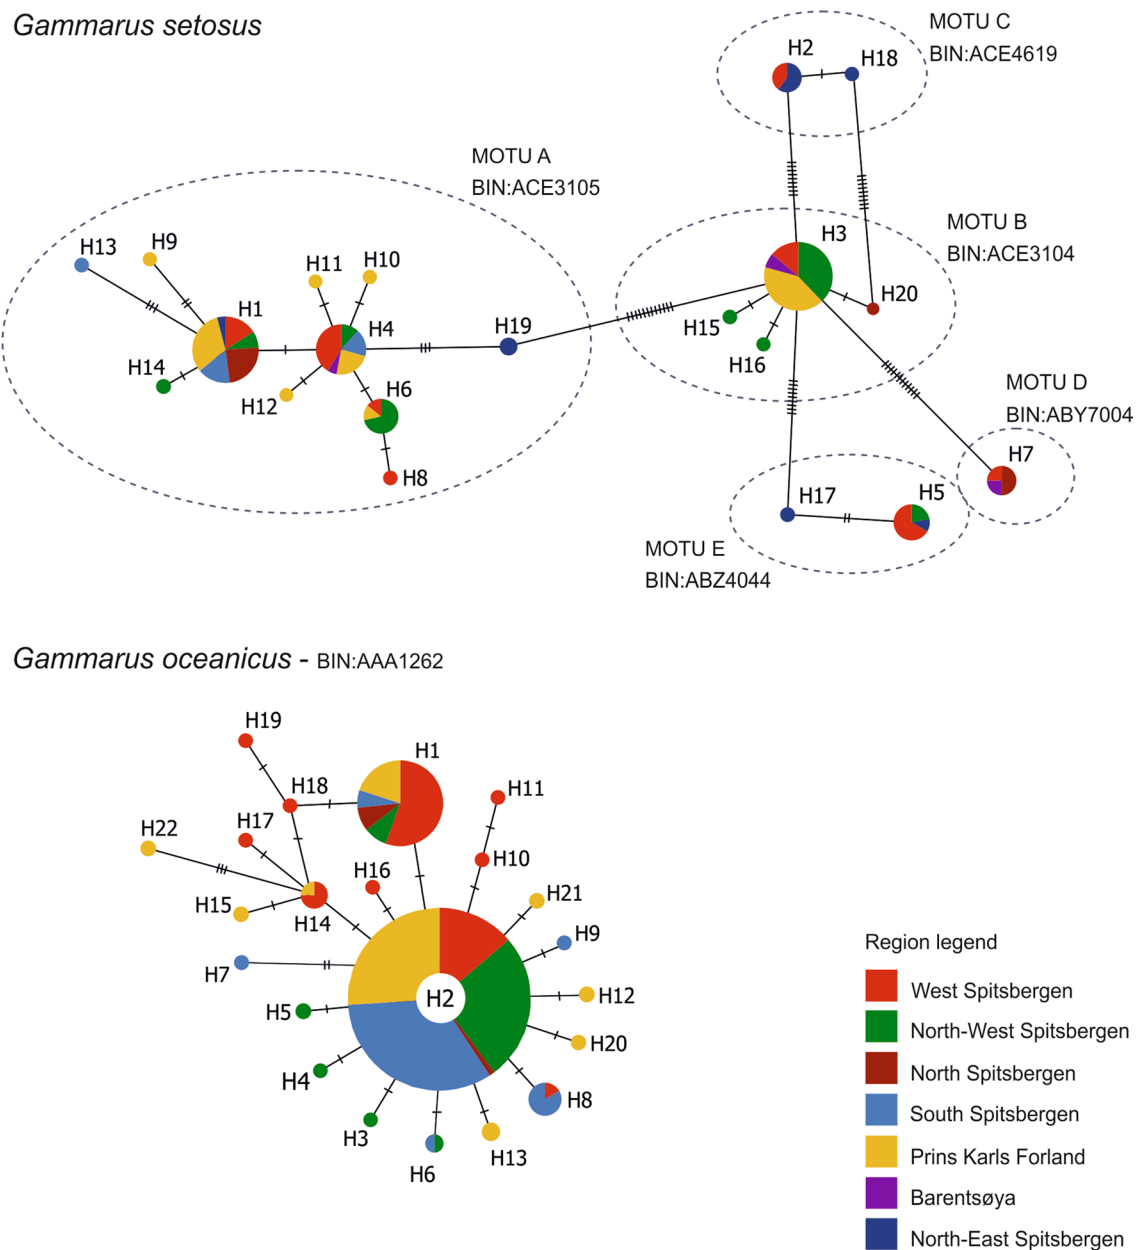 Gammarus setosus
MOTU C
BIN:ACE4619
H2
H18
MOTU A
BIN:ACE3105
MOTU B
BIN:ACE3104
H13
H9
H11
H10
H3
H1
H4
H19
H20
H15
H16
H14
H12
H6
H8
MOTU D
BIN:ABY7004
H7
H17
H5
MOTU E
BIN:ABZ4044
Gammarus oceanicus - BIN:AAA1262
H19
H1
H18
H11
H17
H22
H10
H16
H21
H15
H14
H9
H7
H2
H12
H5
H20
H4
H8
H3
H13
H6
Region legend
West Spitsbergen
North-West Spitsbergen
North Spitsbergen
South Spitsbergen
Prins Karls Forland
Barentsøya
North-East Spitsbergen